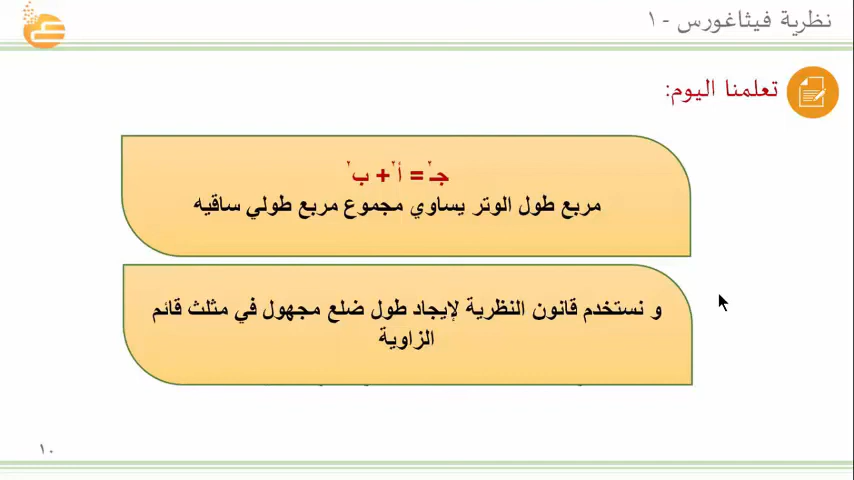 نظرية فيثاغورس - ١
تعلمنا اليوم:
جـ٢ = أ٢ + ب٢
مربع طول الوتر يساوي مجموع مربع طولي ساقيه
و نستخدم قانون النظرية لإيجاد طول ضلع مجهول في مثلث قائم
الزاوية
١٠